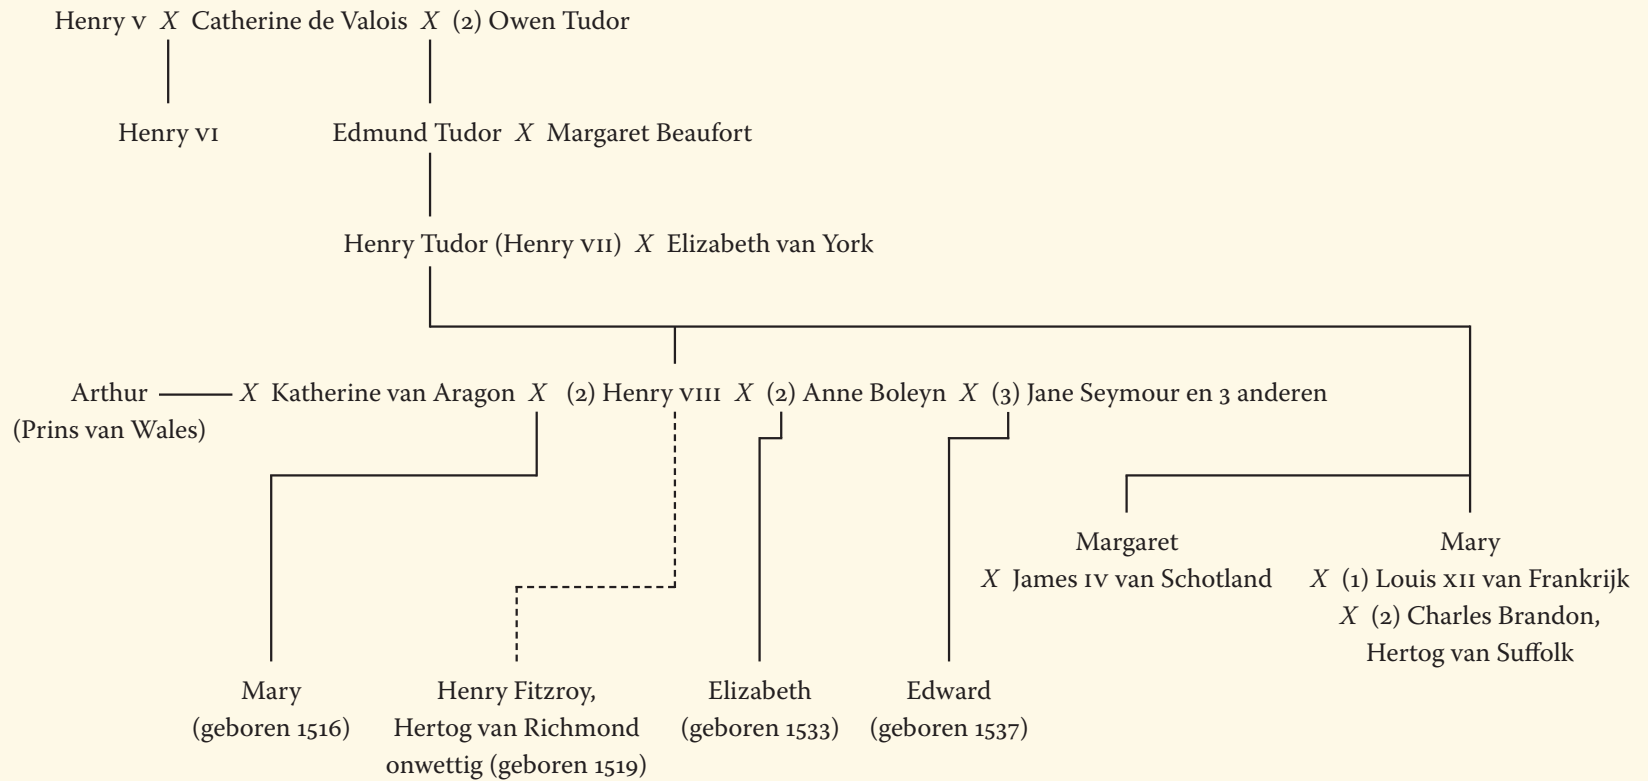 Henry V X Catherine de Valois X (2) Owen Tudor
Henry VI
Edmund Tudor X Margaret Beaufort
Henry Tudor (Henry VII) X Elizabeth van York
Arthur X Katherine van Aragon X (2) Henry VIII X (2) Anne Boleyn X (3) Jane Seymour en 3 anderen
(Prins van Wales)
Margaret
X James IV van Schotland
Mary
X (1) Louis XII van Frankrijk
X (2) Charles Brandon,
Hertog van Suffolk
Mary
(geboren 1516)
Henry Fitzroy,
Hertog van Richmond
onwettig (geboren 1519)
Elizabeth
(geboren 1533)
Edward
(geboren 1537)